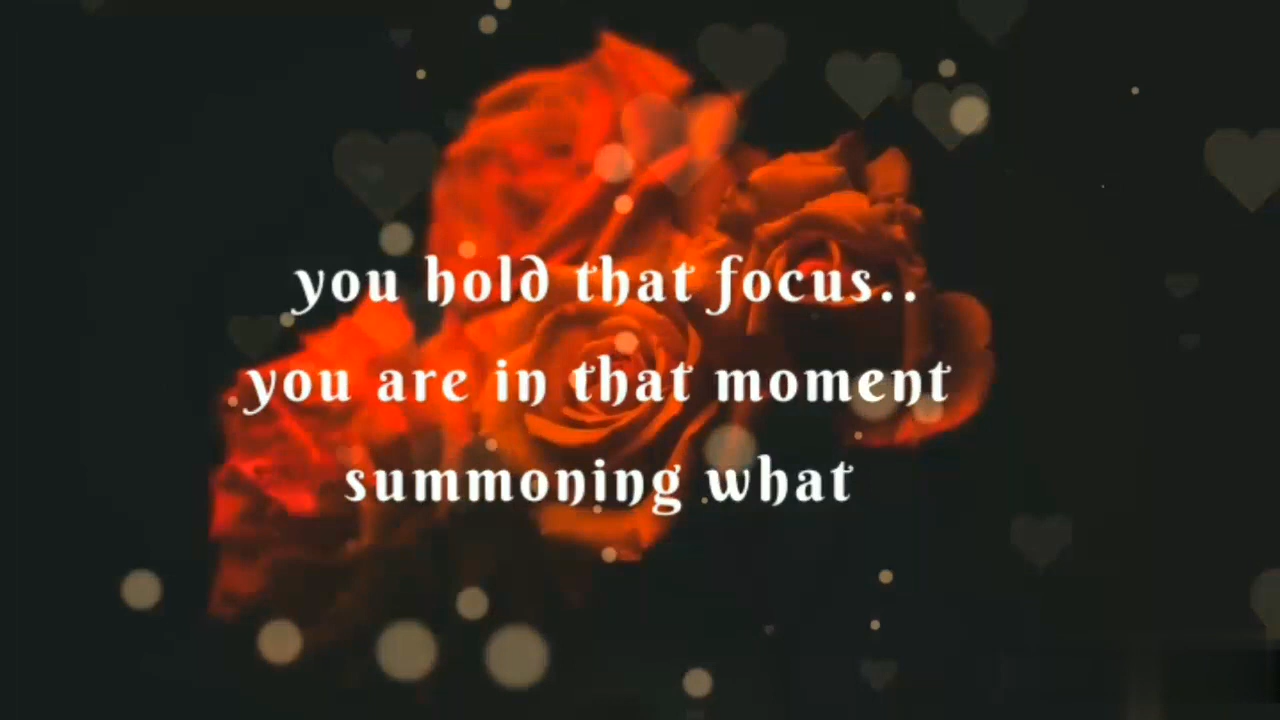 you hold that focus..
you are in that moment
summoning what